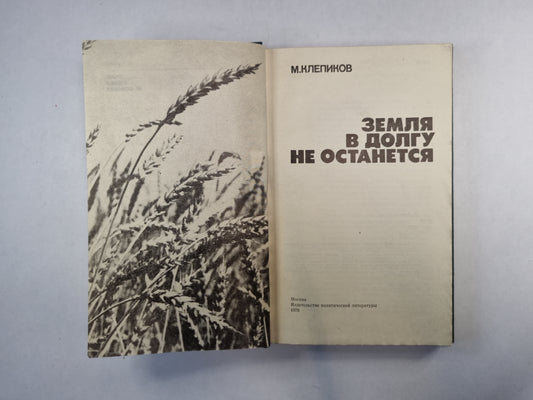 М.КЛЕПИКОВ
ЗЕМЛЯ
В ДОЛГУ
НЕ ОСТАНЕТСЯ
Москва
Издательство политической литературы